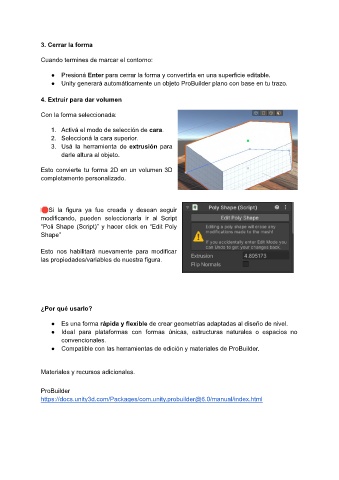 3. Cerrar la forma
Cuando termines de marcar el contorno:
● Presioná Enter para cerrar la forma y convertirla en una superficie editable.
● Unity generará automáticamente un objeto ProBuilder plano con base en tu trazo.
4. Extruir para dar volumen
Con la forma seleccionada:
1. Activá el modo de selección de cara.
2. Seleccioná la cara superior.
3. Usá la herramienta de extrusión para
darle altura al objeto.
Esto convierte tu forma 2D en un volumen 3D
completamente personalizado.
🔴Si la figura ya fue creada y desean seguir
modificando, pueden seleccionarla ir al Script
"Poli Shape (Script)" y hacer click en "Edit Poly
Shape"
Esto nos habilitará nuevamente para modificar
las propiedades/variables de nuestra figura.
Poly Shape (Script)
Edit Poly Shape
Editing a poly shape will erase any
modifications made to the mesh!
If you accidentally enter Edit Mode you
can Undo to get your changes back.
Extrusion 4.895173
Flip Normals
¿Por qué usarlo?
● Es una forma rápida y flexible de crear geometrías adaptadas al diseño de nivel.
● Ideal para plataformas con formas únicas, estructuras naturales o espacios no
convencionales.
● Compatible con las herramientas de edición y materiales de ProBuilder.
Materiales y recursos adicionales.
ProBuilder
https://docs.unity3d.com/Packages/com.unity.probuilder@6.0/manual/index.html